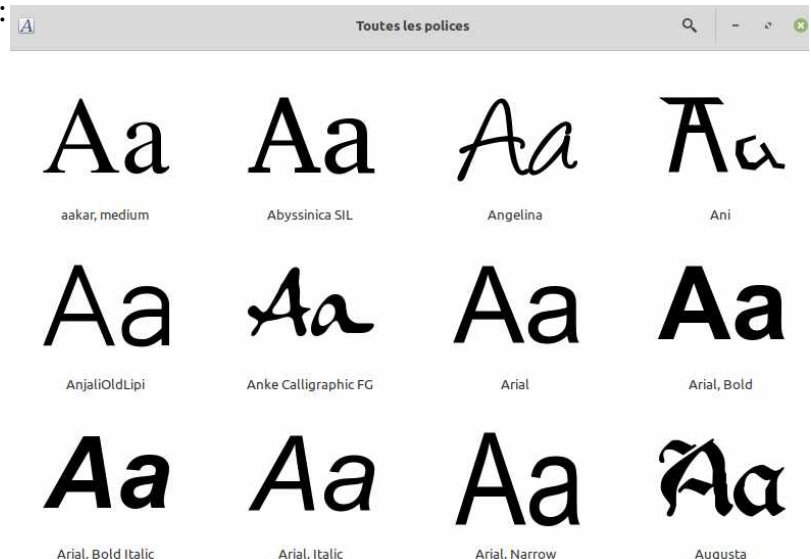 :
Toutes les polices
Aa Aa Aa Aa
aakar, medium Abyssinica SIL Angelina Ani
Aa Aa Aa Aa
AnjaliOldLipi Anke Calligraphic FG Arial Arial, Bold
Aa Aa Aa Aa
Arial, Bold Italic Arial, Italic Arial, Narrow Augusta